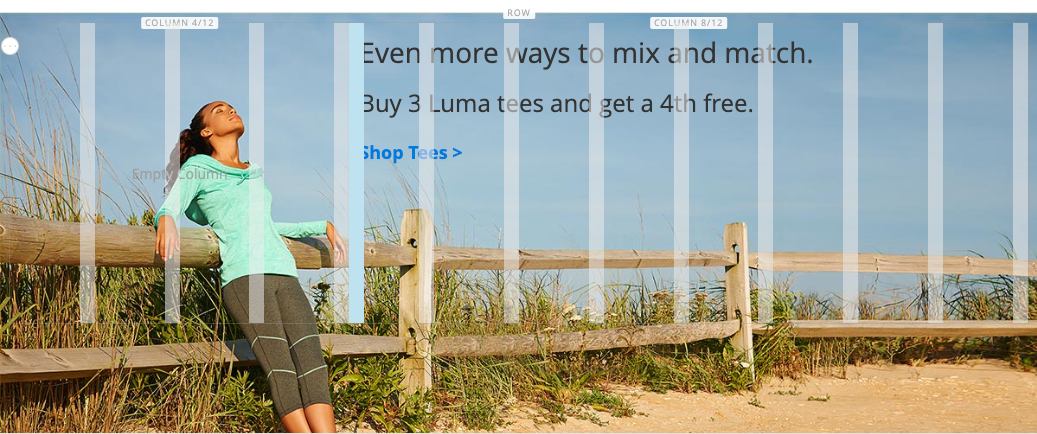 ROW
COLUMN 4/12
COLUMN 8/12
Even more ways to mix and match.
Buy 3 Luma tees and get a 4th free.
Shop Tees >
Empty Column